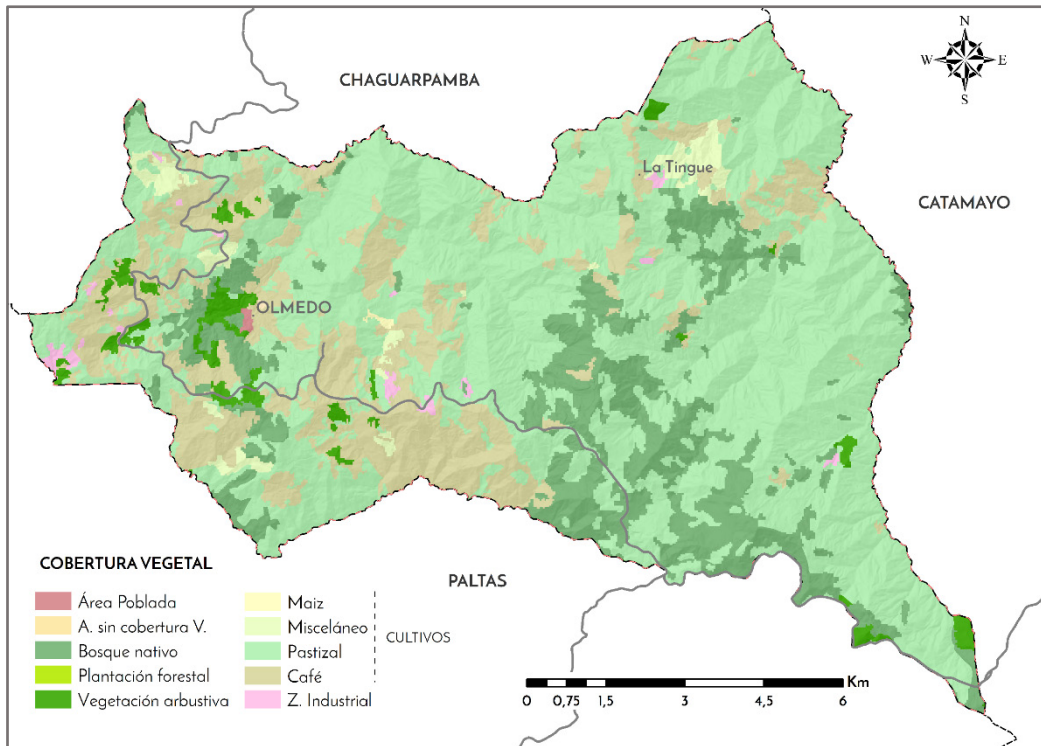 N
W E
S
CHAGUARPAMBA
La Tingue
CATAMAYO
OLMEDO
PALTAS
COBERTURA VEGETAL
Área Poblada
A. sin cobertura V.
Bosque nativo
Plantación forestal
Vegetación arbustiva
Maiz
Misceláneo
Pastizal
Café
Z. Industrial
CULTIVOS
Km
0 0,75 1,5 3 4,5 6